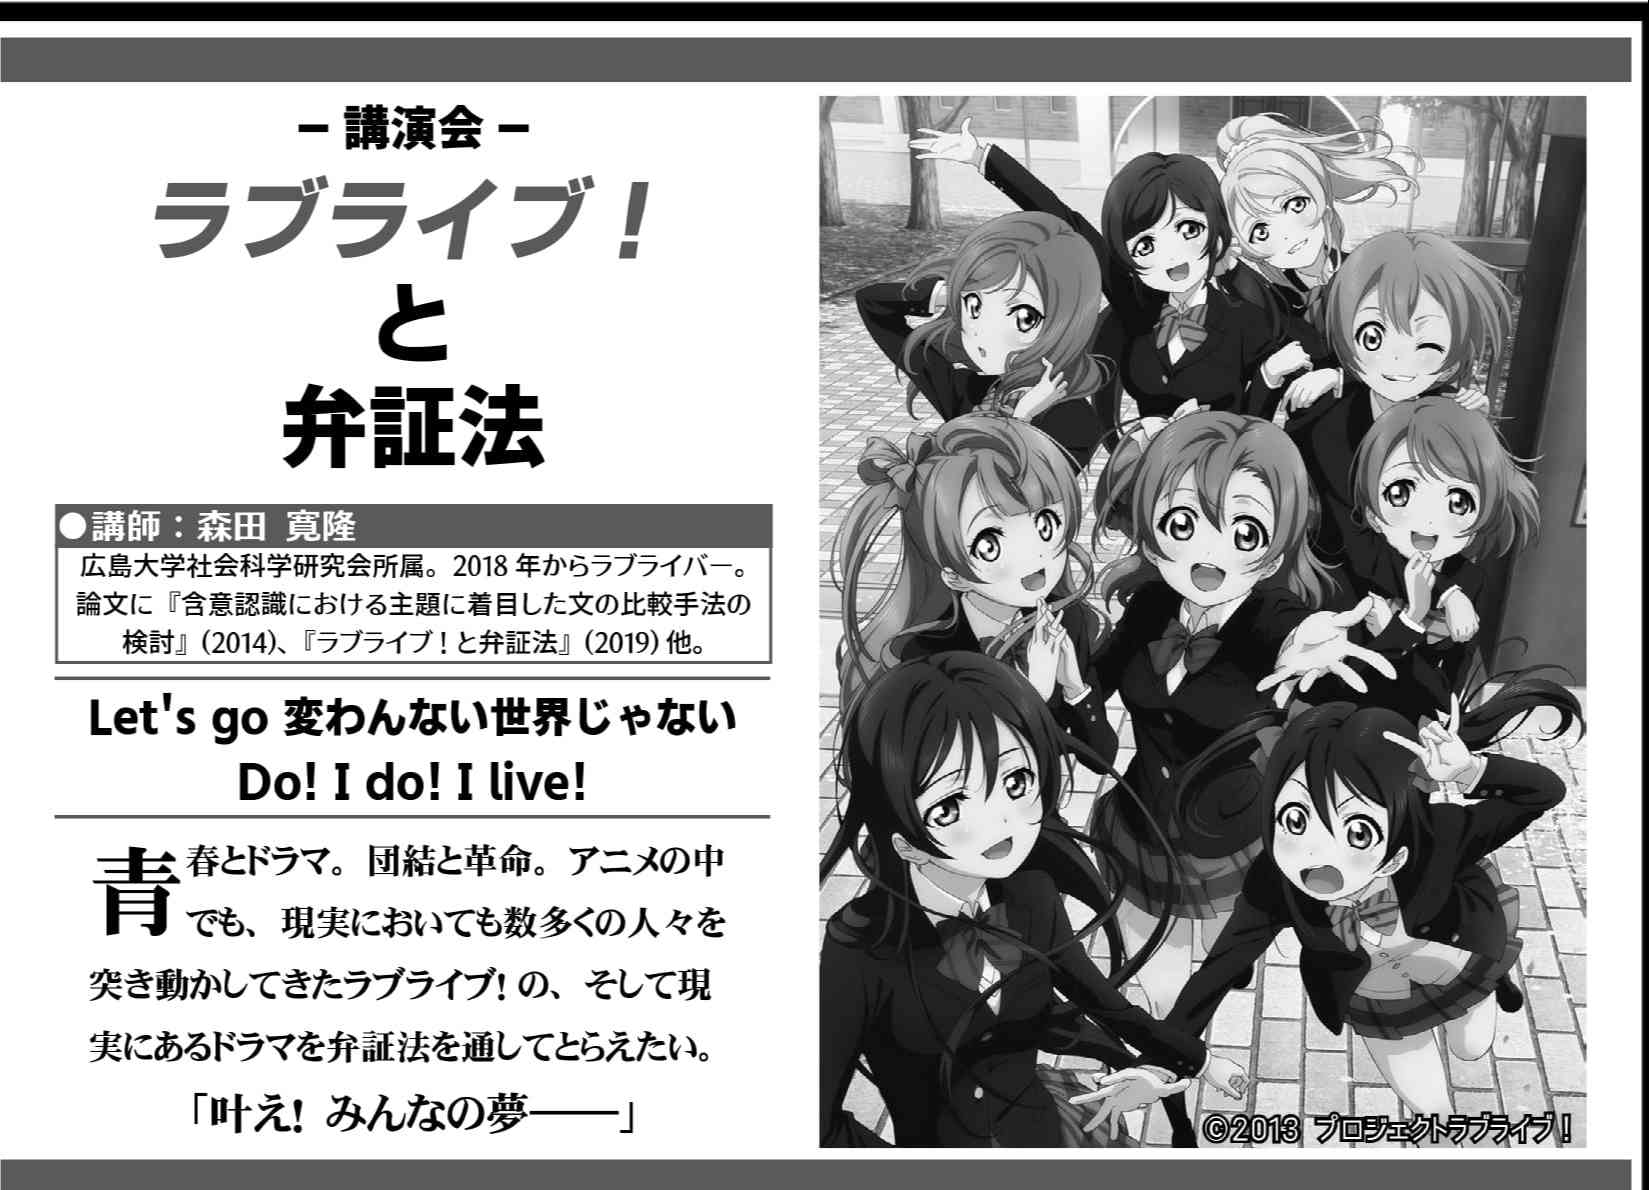 − 講演会 −
ラブライブ！
と
弁証法
●講師：森田 寛隆
広島大学社会科学研究会所属。2018 年からラブライバー。
論文に『含意認識における主題に着目した文の比較手法の
検討』(2014)、『ラブライブ！と弁証法』(2019) 他。
Let's go 変わんない世界じゃない
Do! I do! I live!
青春とドラマ。団結と革命。アニメの中
でも、現実においても数多くの人々を
突き動かしてきたラブライブ! の、そして現
実にあるドラマを弁証法を通してとらえたい。
「叶え! みんなの夢――」
©2013 プロジェクトラブライブ！